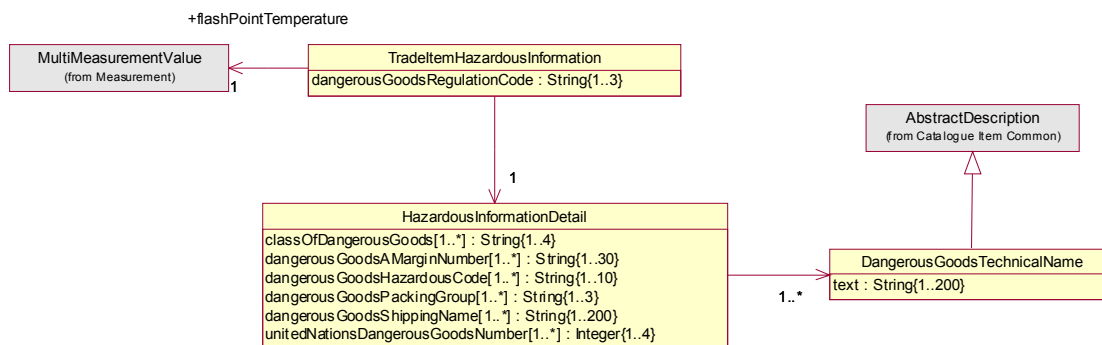 +flashPointTemperature
MultiMeasurementValue
(from Measurement)
1
TradeItemHazardousInformation
dangerousGoodsRegulationCode : String{1..3}
AbstractDescription
(from Catalogue Item Common)
1
HazardousInformationDetail
classOfDangerousGoods[1..*] : String{1..4}
dangerousGoodsAMarginNumber[1..*] : String{1..30}
dangerousGoodsHazardousCode[1..*] : String{1..10}
dangerousGoodsPackingGroup[1..*] : String{1..3}
dangerousGoodsShippingName[1..*] : String{1..200}
unitedNationsDangerousGoodsNumber[1..*] : Integer{1..4}
1..*
DangerousGoodsTechnicalName
text : String{1..200}